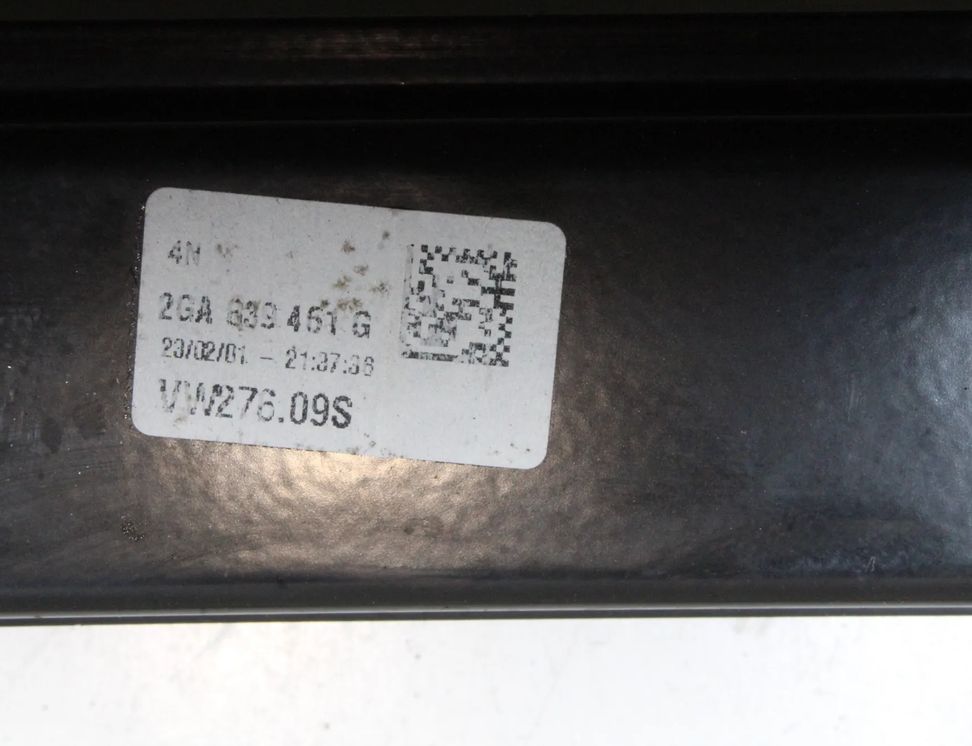 4N
2GA 839 461 G
23/02/01 - 21:37:36
VW276.09S